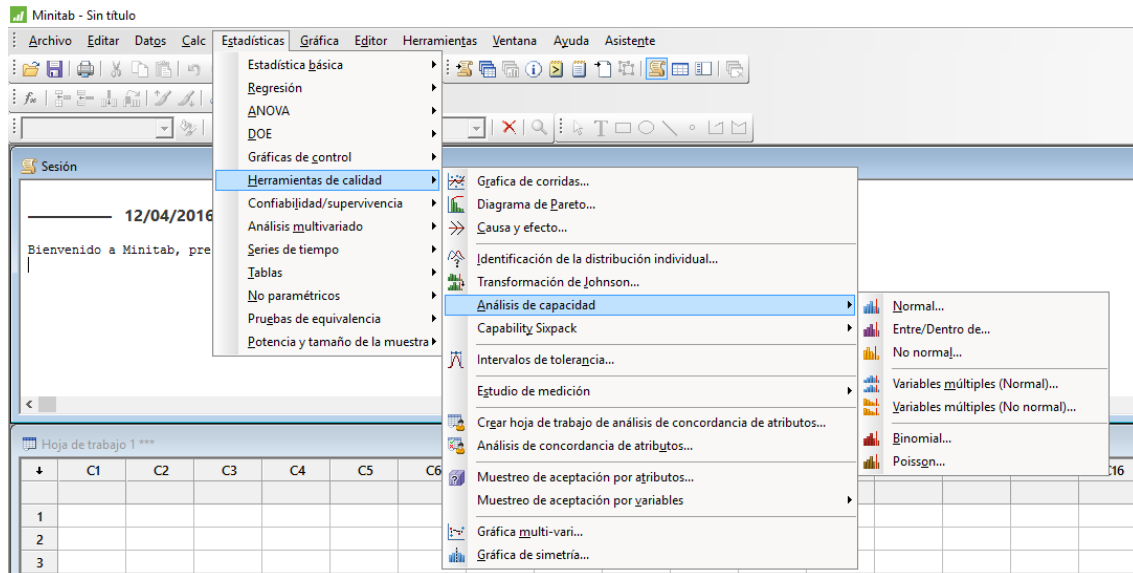 Minitab - Sin título
Archivo Editar Datos Calc Estadísticas Gráfica Editor Herramientas Ventana Ayuda Asistente
Estadística básica
Regresión
ANOVA
DOE
Gráficas de control
Herramientas de calidad
Confiabilidad/supervivencia
Análisis multivariado
Series de tiempo
Tablas
No paramétricos
Pruebas de equivalencia
Potencia y tamaño de la muestra
Sesión
12/04/2016
Bienvenido a Minitab, pre
Grafica de corridas...
Diagrama de Pareto...
Causa y efecto...
Identificación de la distribución individual...
Transformación de Johnson...
Análisis de capacidad
Capability Sixpack
Intervalos de tolerancia...
Estudio de medición
Crear hoja de trabajo de análisis de concordancia de atributos...
Análisis de concordancia de atributos...
Muestreo de aceptación por atributos...
Muestreo de aceptación por variables
Gráfica multi-vari...
Gráfica de simetría...
Normal...
Entre/Dentro de...
No normal...
Variables múltiples (Normal)...
Variables múltiples (No normal)...
Binomial...
Poisson...
Hoja de trabajo 1 ***
C1 C2 C3 C4 C5 C6 C16
1
2
3